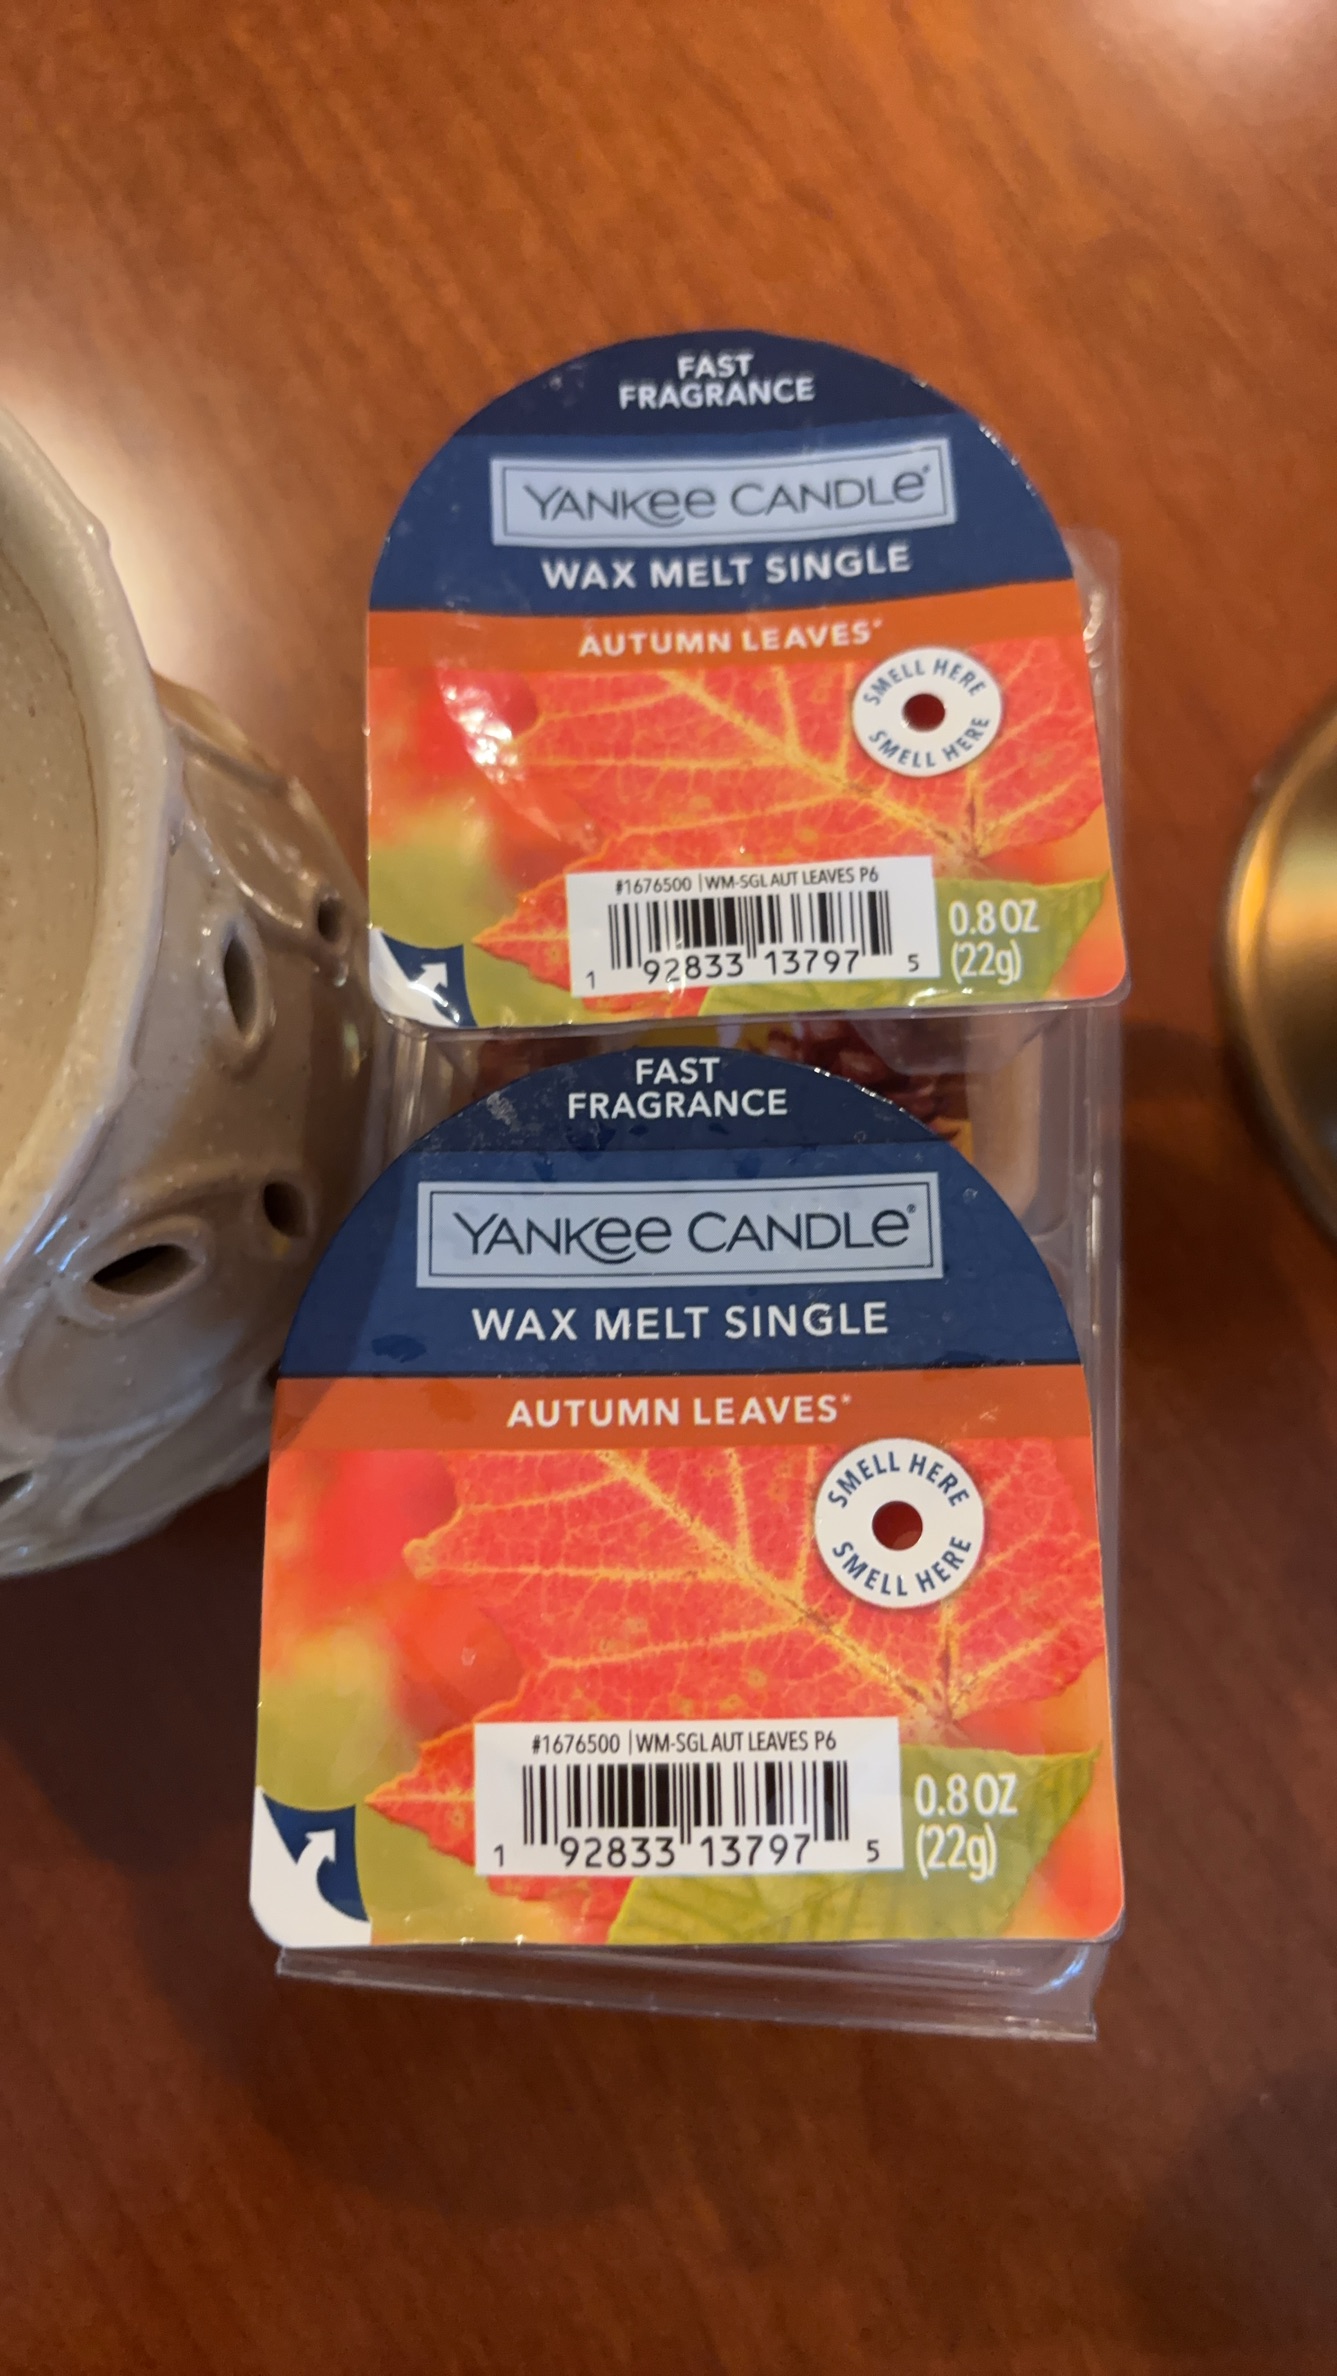 FAST
FRAGRANCE
YANKEE CANDLE®
WAX MELT SINGLE
AUTUMN LEAVES®
SMELL HERE
SMELL HERE
#1676500 | WM-SGL AUT LEAVES P6
1 92833 13797 5
0.8 OZ
(22g)
FAST
FRAGRANCE
YANKEE CANDLE®
WAX MELT SINGLE
AUTUMN LEAVES®
SMELL HERE
SMELL HERE
#1676500 | WM-SGL AUT LEAVES P6
1 92833 13797 5
0.8 OZ
(22g)